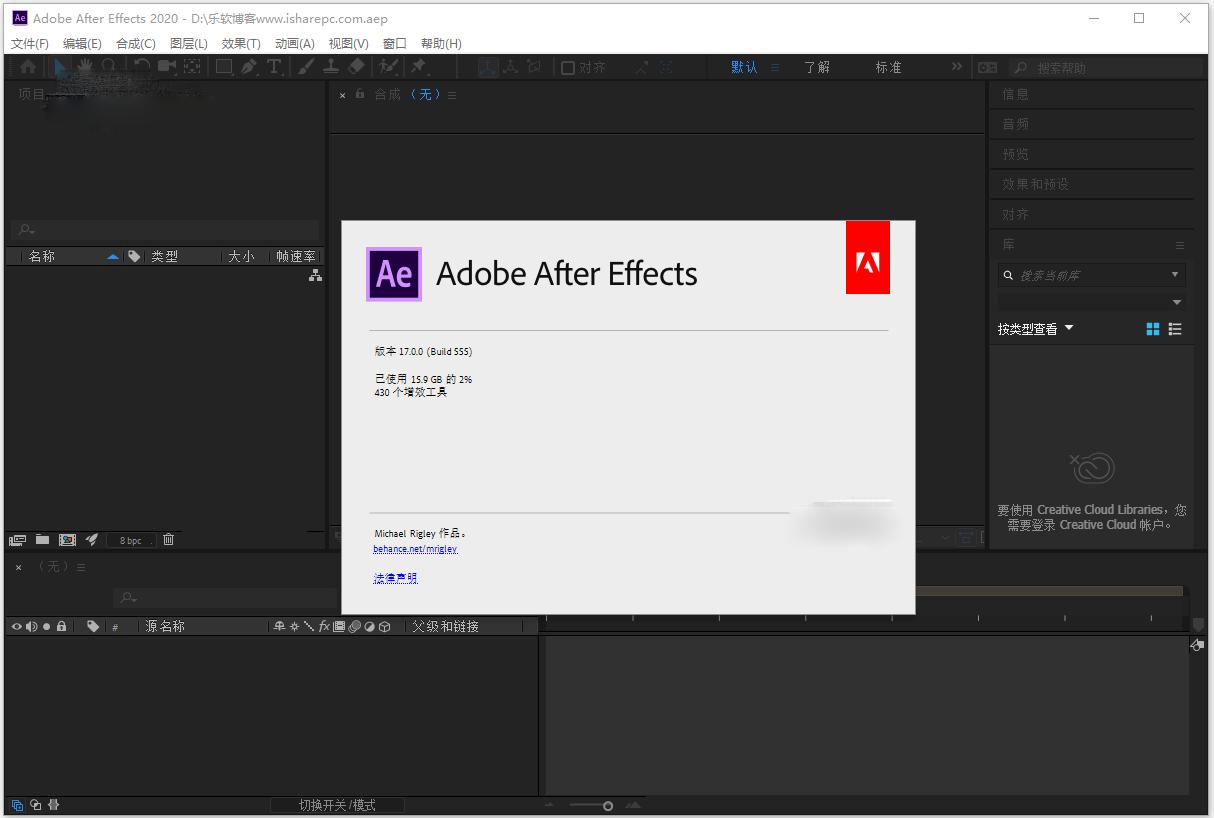 Ae Adobe After Effects 2020 - D:\乐软博客www.isharepc.com.aep
文件(F) 编辑(E) 合成(C) 图层(L) 效果(T) 动画(A) 视图(V) 窗口 帮助(H)
T 对齐 默认 了解 标准 搜索帮助
项目
合成 （无）
信息
音频
预览
效果和预设
对齐
库
名称 类型 大小 帧速率
搜索当前库
按类型查看
Ae Adobe After Effects
版本 17.0.0 (Build 555)
已使用 15.9 GB 的 2%
430 个增效工具
Michael Rigley 作品。
behance.net/mrigley
法律声明
要使用 Creative Cloud Libraries，您
需要登录 Creative Cloud 帐户。
8 bpc
（无）
# 源名称 fx 父级和链接
切换开关/模式